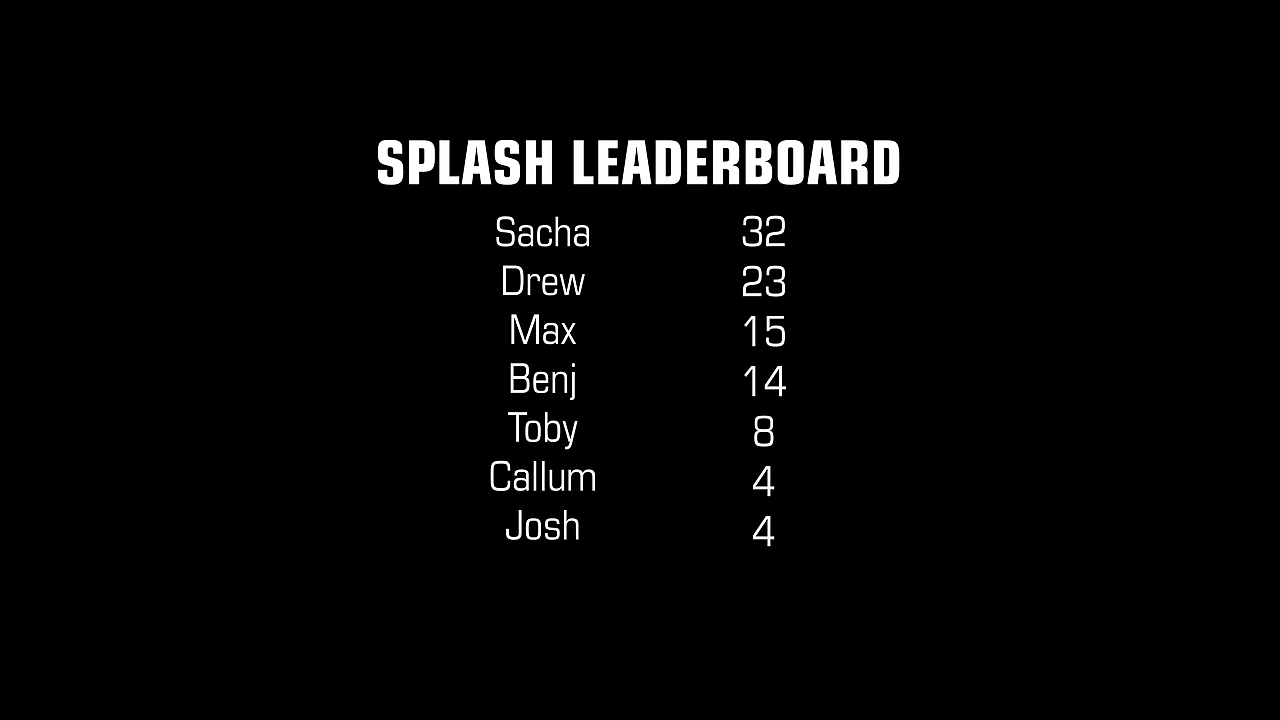 SPLASH LEADERBOARD
Sacha 32
Drew 23
Max 15
Benj 14
Toby 8
Callum 4
Josh 4